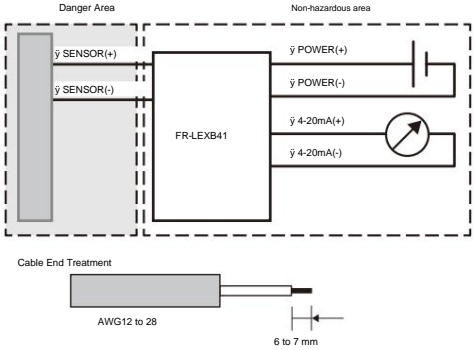 Danger Area
Non-hazardous area
ÿ SENSOR(+)
ÿ SENSOR(-)
FR-LEXB41
ÿ POWER(+)
ÿ POWER(-)
ÿ 4-20mA(+)
ÿ 4-20mA(-)
Cable End Treatment
AWG12 to 28
6 to 7 mm